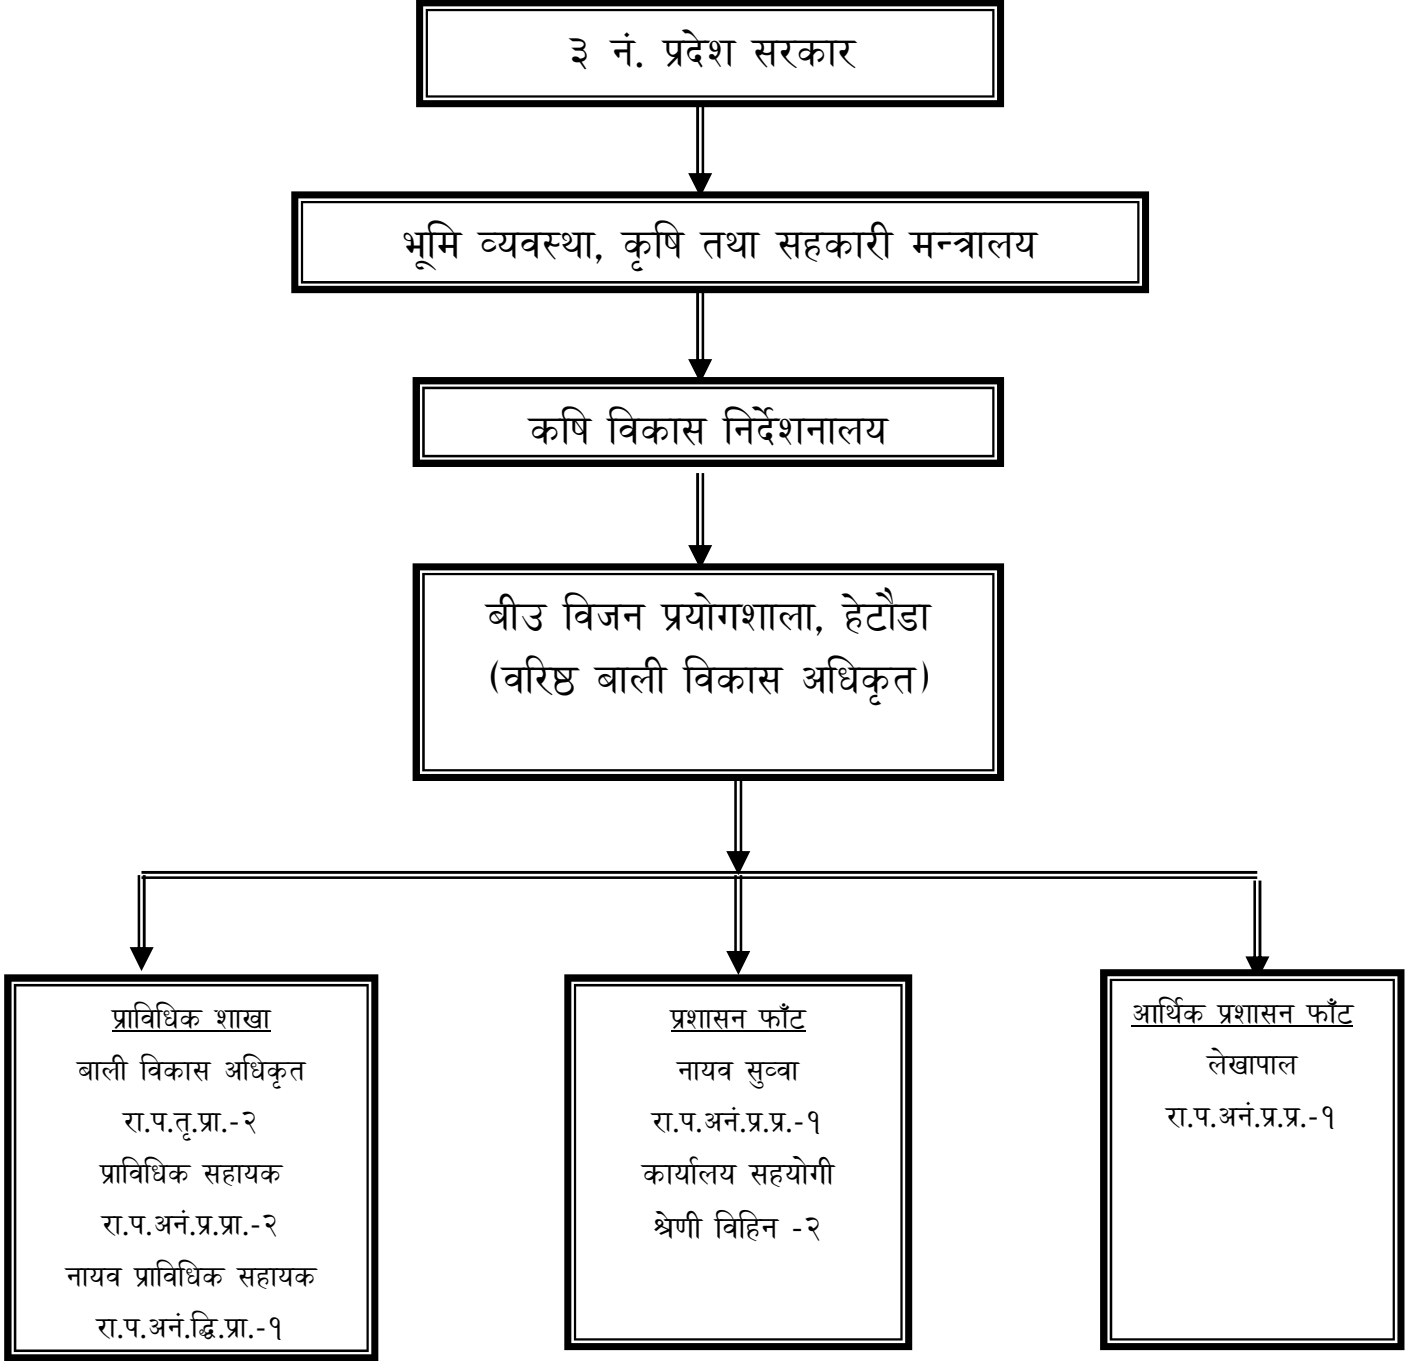 ३ नं. प्रदेश सरकार
भूमि व्यवस्था, कृषि तथा सहकारी मन्त्रालय
कषि विकास निर्देशनालय
बीउ विजन प्रयोगशाला, हेटौडा
(वरिष्ठ बाली विकास अधिकृत)
प्राविधिक शाखा
बाली विकास अधिकृत
रा.प.तृ.प्रा.-२
प्राविधिक सहायक
रा.प.अनं.प्र.प्रा.-२
नायव प्राविधिक सहायक
रा.प.अनं.द्धि.प्रा.-१
प्रशासन फाँट
नायव सुव्वा
रा.प.अनं.प्र.प्र.-१
कार्यालय सहयोगी
श्रेणी विहिन -२
आर्थिक प्रशासन फाँट
लेखापाल
रा.प.अनं.प्र.प्र.-१